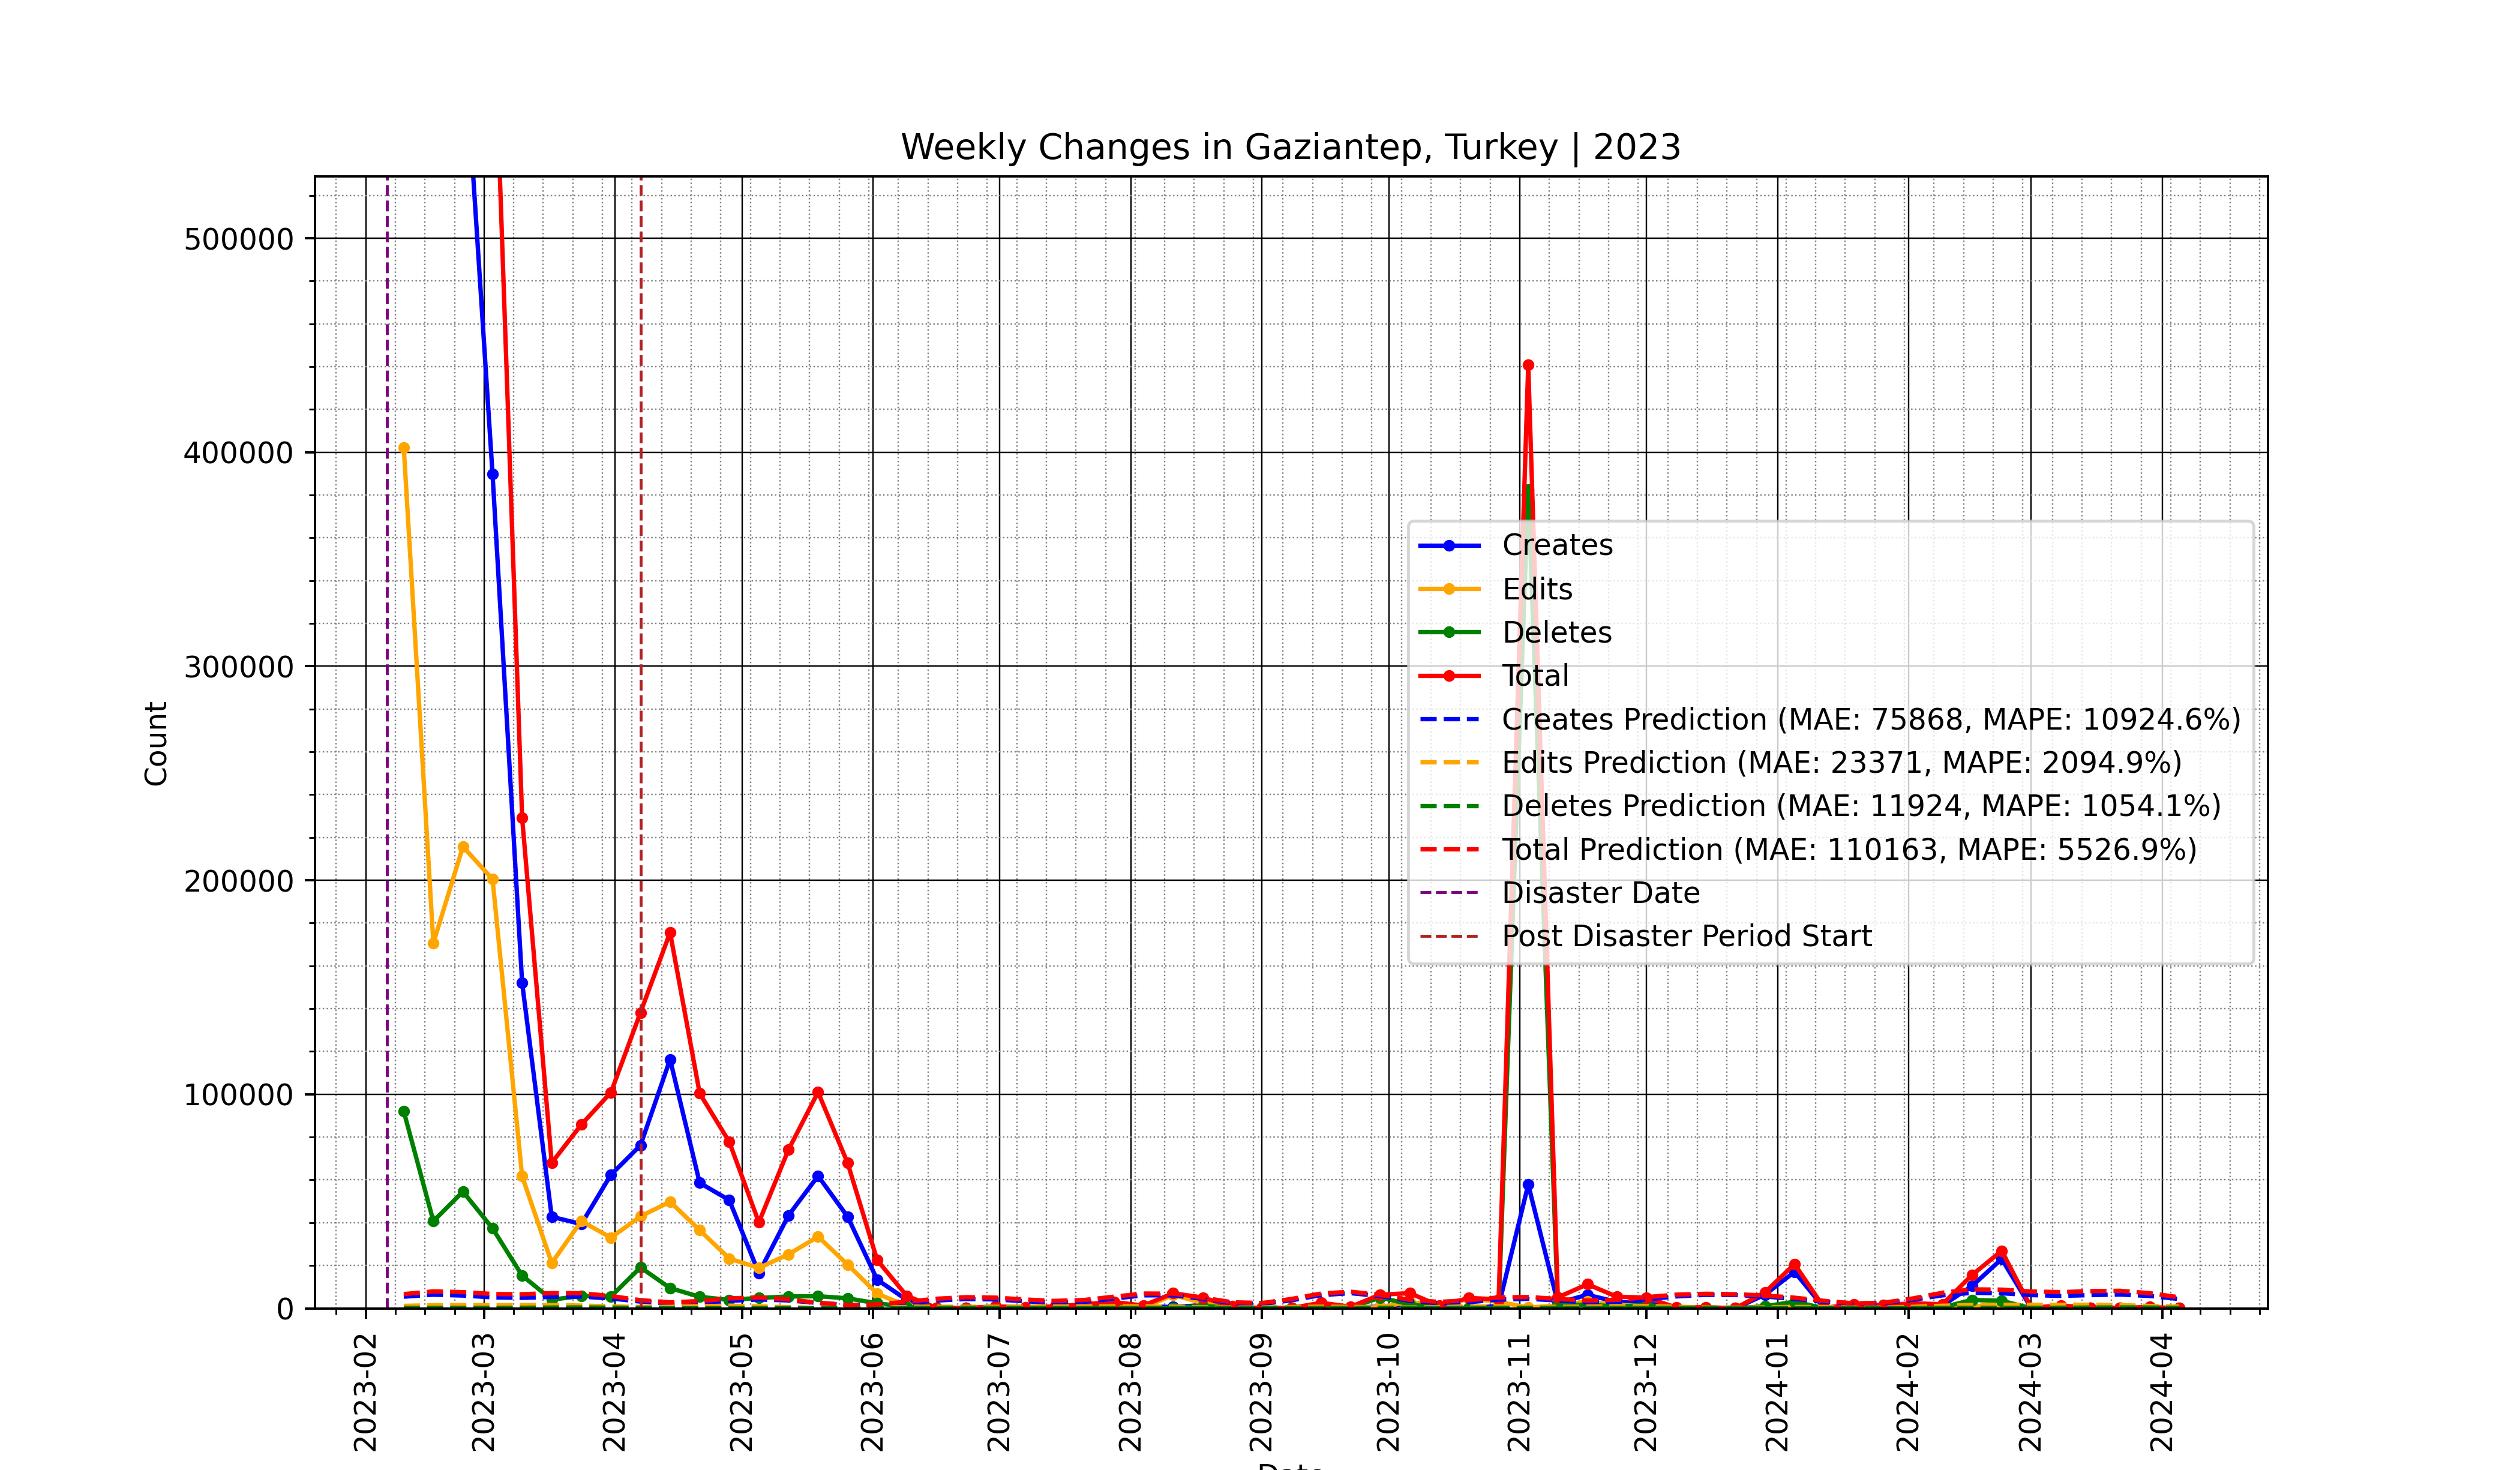 Weekly Changes in Gaziantep, Turkey | 2023
Count
500000
400000
300000
200000
100000
0
Creates
Edits
Deletes
Total
Creates Prediction (MAE: 75868, MAPE: 10924.6%)
Edits Prediction (MAE: 23371, MAPE: 2094.9%)
Deletes Prediction (MAE: 11924, MAPE: 1054.1%)
Total Prediction (MAE: 110163, MAPE: 5526.9%)
Disaster Date
Post Disaster Period Start
2023-02
2023-03
2023-04
2023-05
2023-06
2023-07
2023-08
2023-09
2023-10
2023-11
2023-12
2024-01
2024-02
2024-03
2024-04
Date